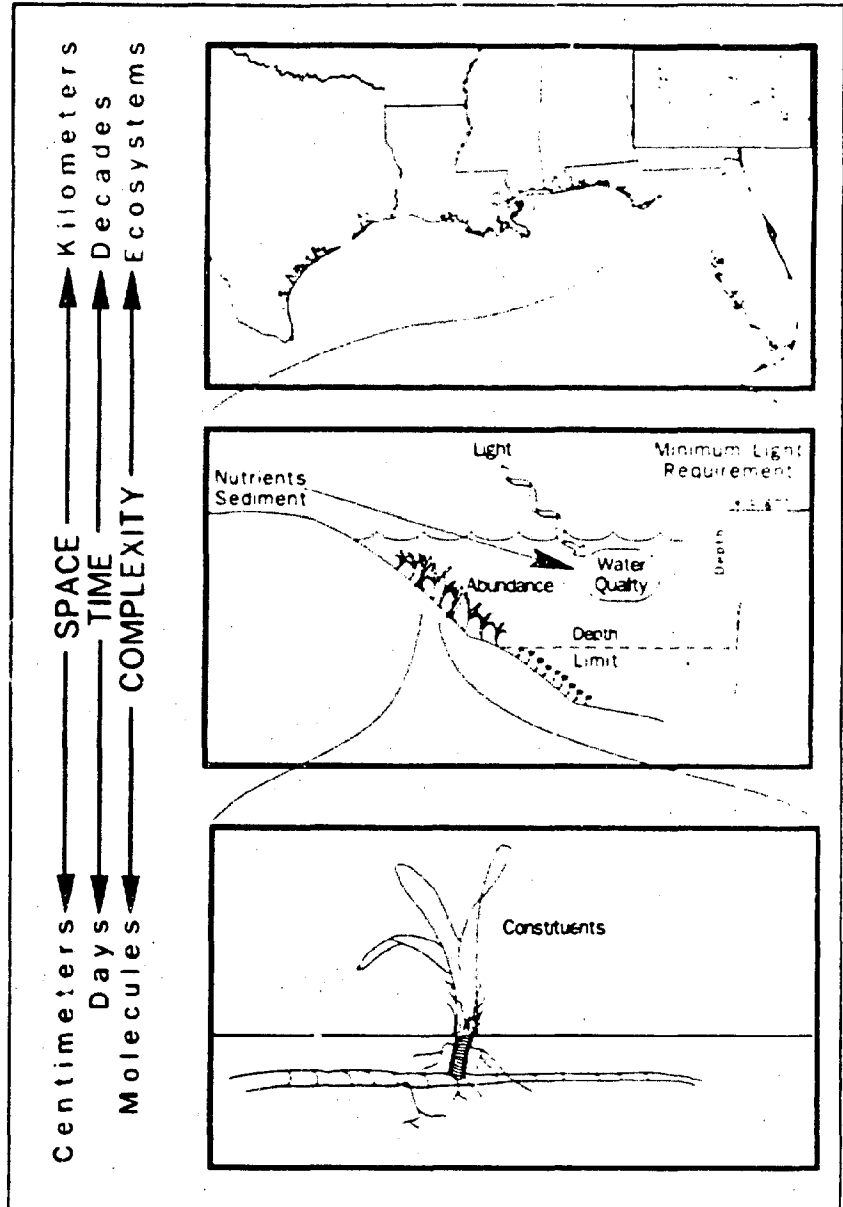 Kilometers
Decades
Ecosystems
SPACE
TIME
COMPLEXITY
Centimeters
Days
Molecules
Light
Minimum Light
Requirement
Nutrients
Sediment
Depth
Water
Quality
Abundance
Depth
Limit
Constituents